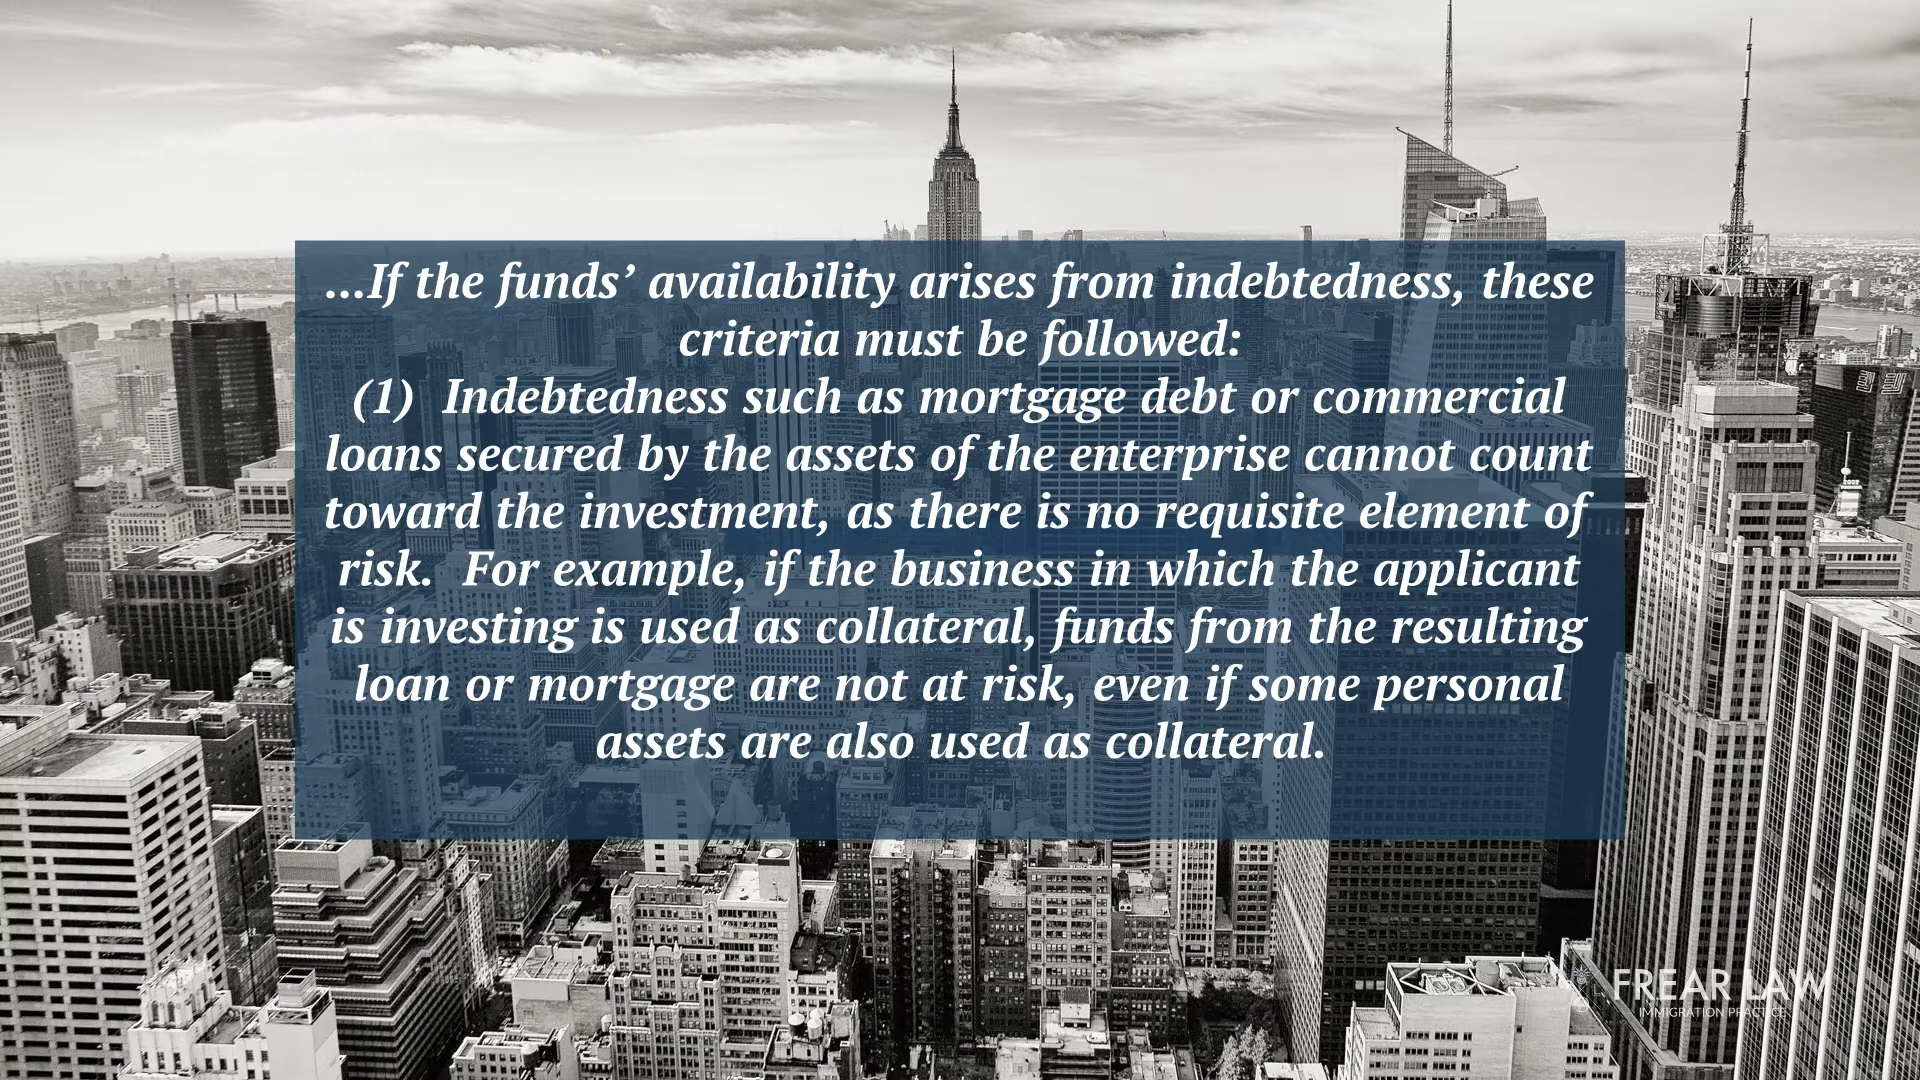 ...If the funds’ availability arises from indebtedness, these
criteria must be followed:
(1)  Indebtedness such as mortgage debt or commercial
loans secured by the assets of the enterprise cannot count
toward the investment, as there is no requisite element of
risk.  For example, if the business in which the applicant
is investing is used as collateral, funds from the resulting
loan or mortgage are not at risk, even if some personal
assets are also used as collateral.
FREAR LAW
IMMIGRATION PRACTICE